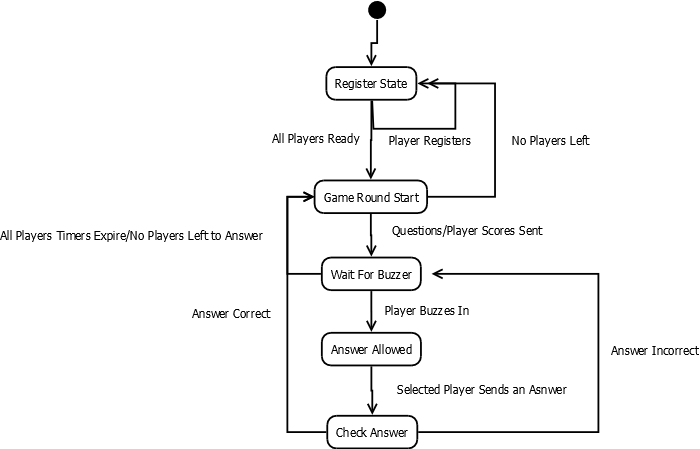 Register State
All Players Ready
Player Registers
No Players Left
Game Round Start
All Players Timers Expire/No Players Left to Answer
Questions/Player Scores Sent
Wait For Buzzer
Answer Correct
Player Buzzes In
Answer Allowed
Answer Incorrect
Selected Player Sends an Asnwer
Check Answer